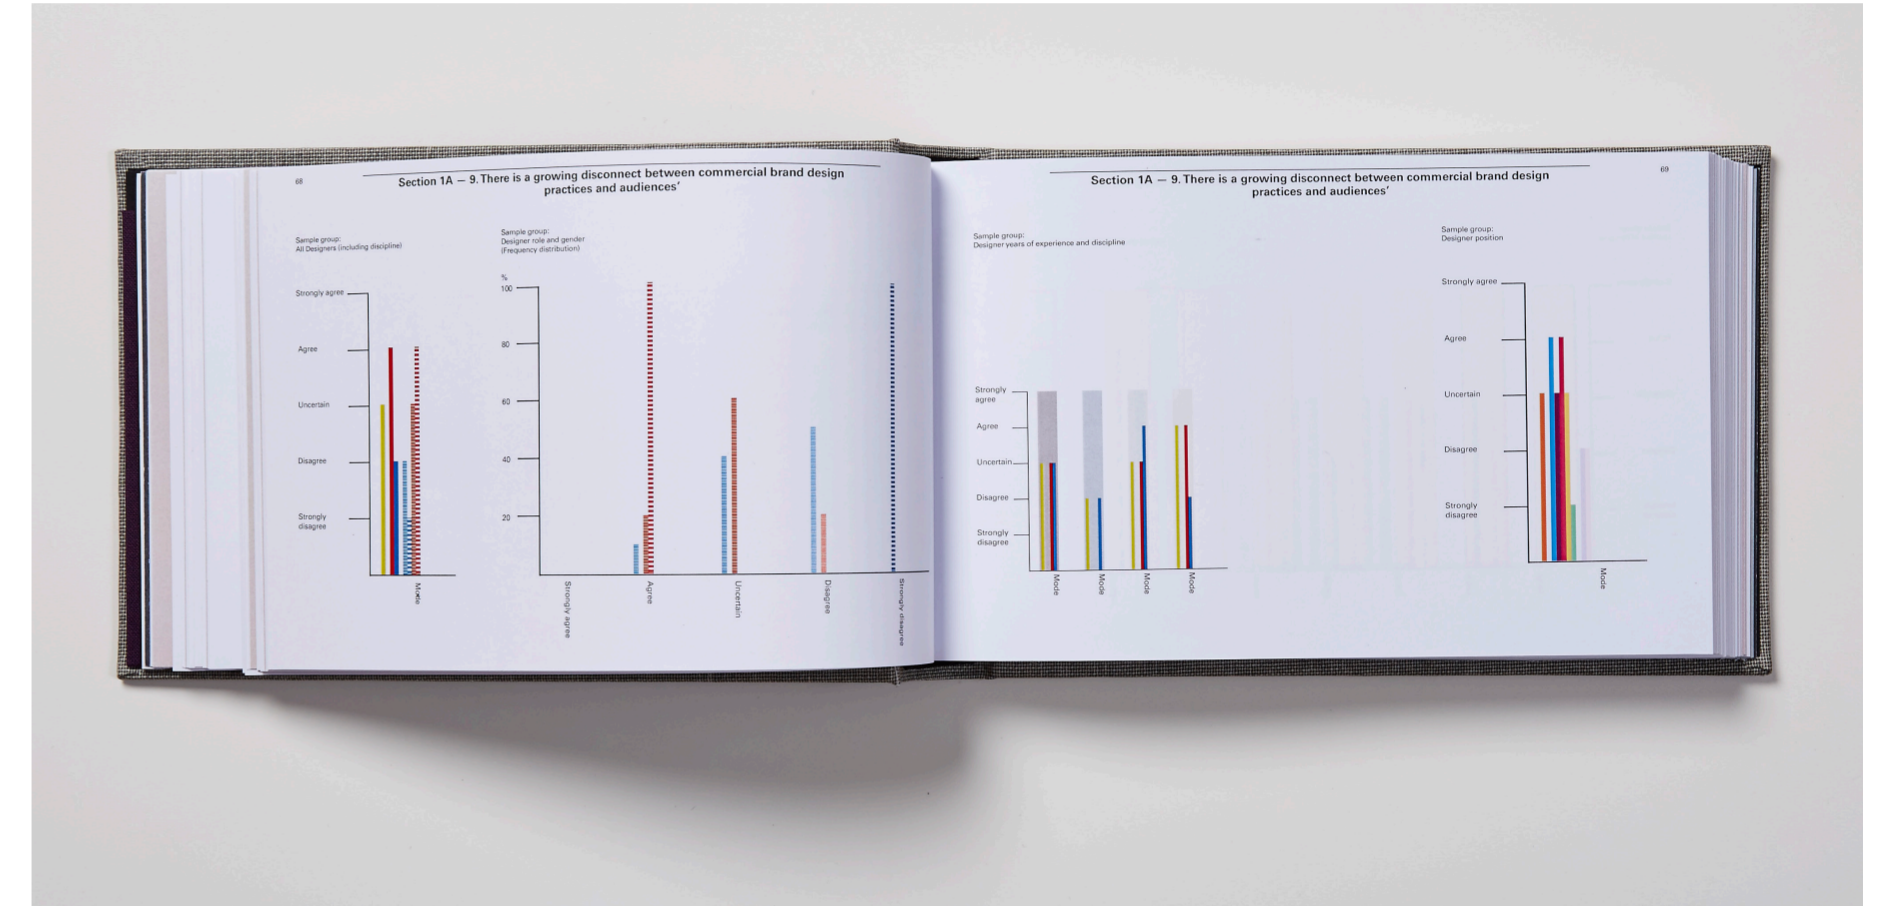 68
Section 1A — 9. There is a growing disconnect between commercial brand design
practices and audiences’
Sample group:
All Designers (including discipline)
Strongly agree
Agree
Uncertain
Disagree
Strongly
disagree
Mode
Sample group:
Designer role and gender
(Frequency distribution)
%
100
80
60
40
20
Strongly agree
Agree
Uncertain
Disagree
Strongly disagree
69
Section 1A — 9. There is a growing disconnect between commercial brand design
practices and audiences’
Sample group:
Designer years of experience and discipline
Strongly
agree
Agree
Uncertain
Disagree
Strongly
disagree
Mode
Mode
Mode
Mode
Sample group:
Designer position
Strongly agree
Agree
Uncertain
Disagree
Strongly
disagree
Mode